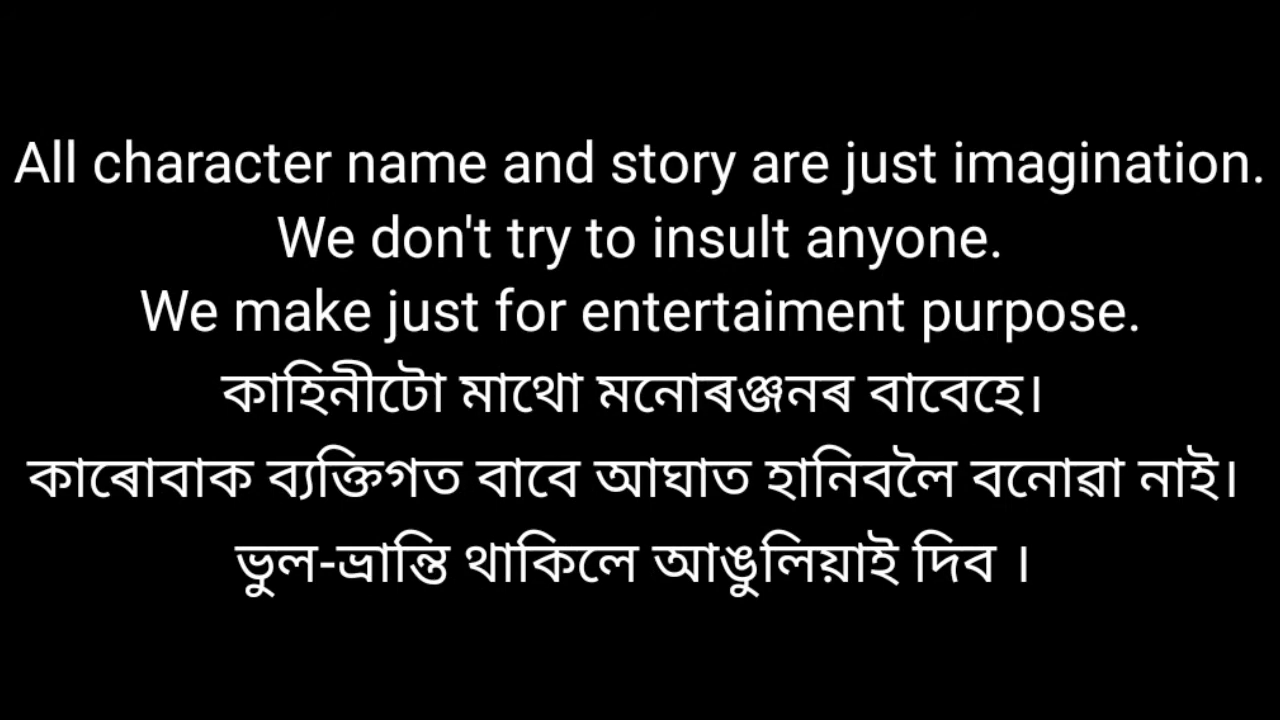 All character name and story are just imagination.
We don't try to insult anyone.
We make just for entertaiment purpose.
কাহিনীটো মাথো মনোৰঞ্জনৰ বাবেহে।
কাৰোবাক ব্যক্তিগত বাবে আঘাত হানিবলৈ বনোৱা নাই।
ভুল-ভ্ৰান্তি থাকিলে আঙুলিয়াই দিব ।